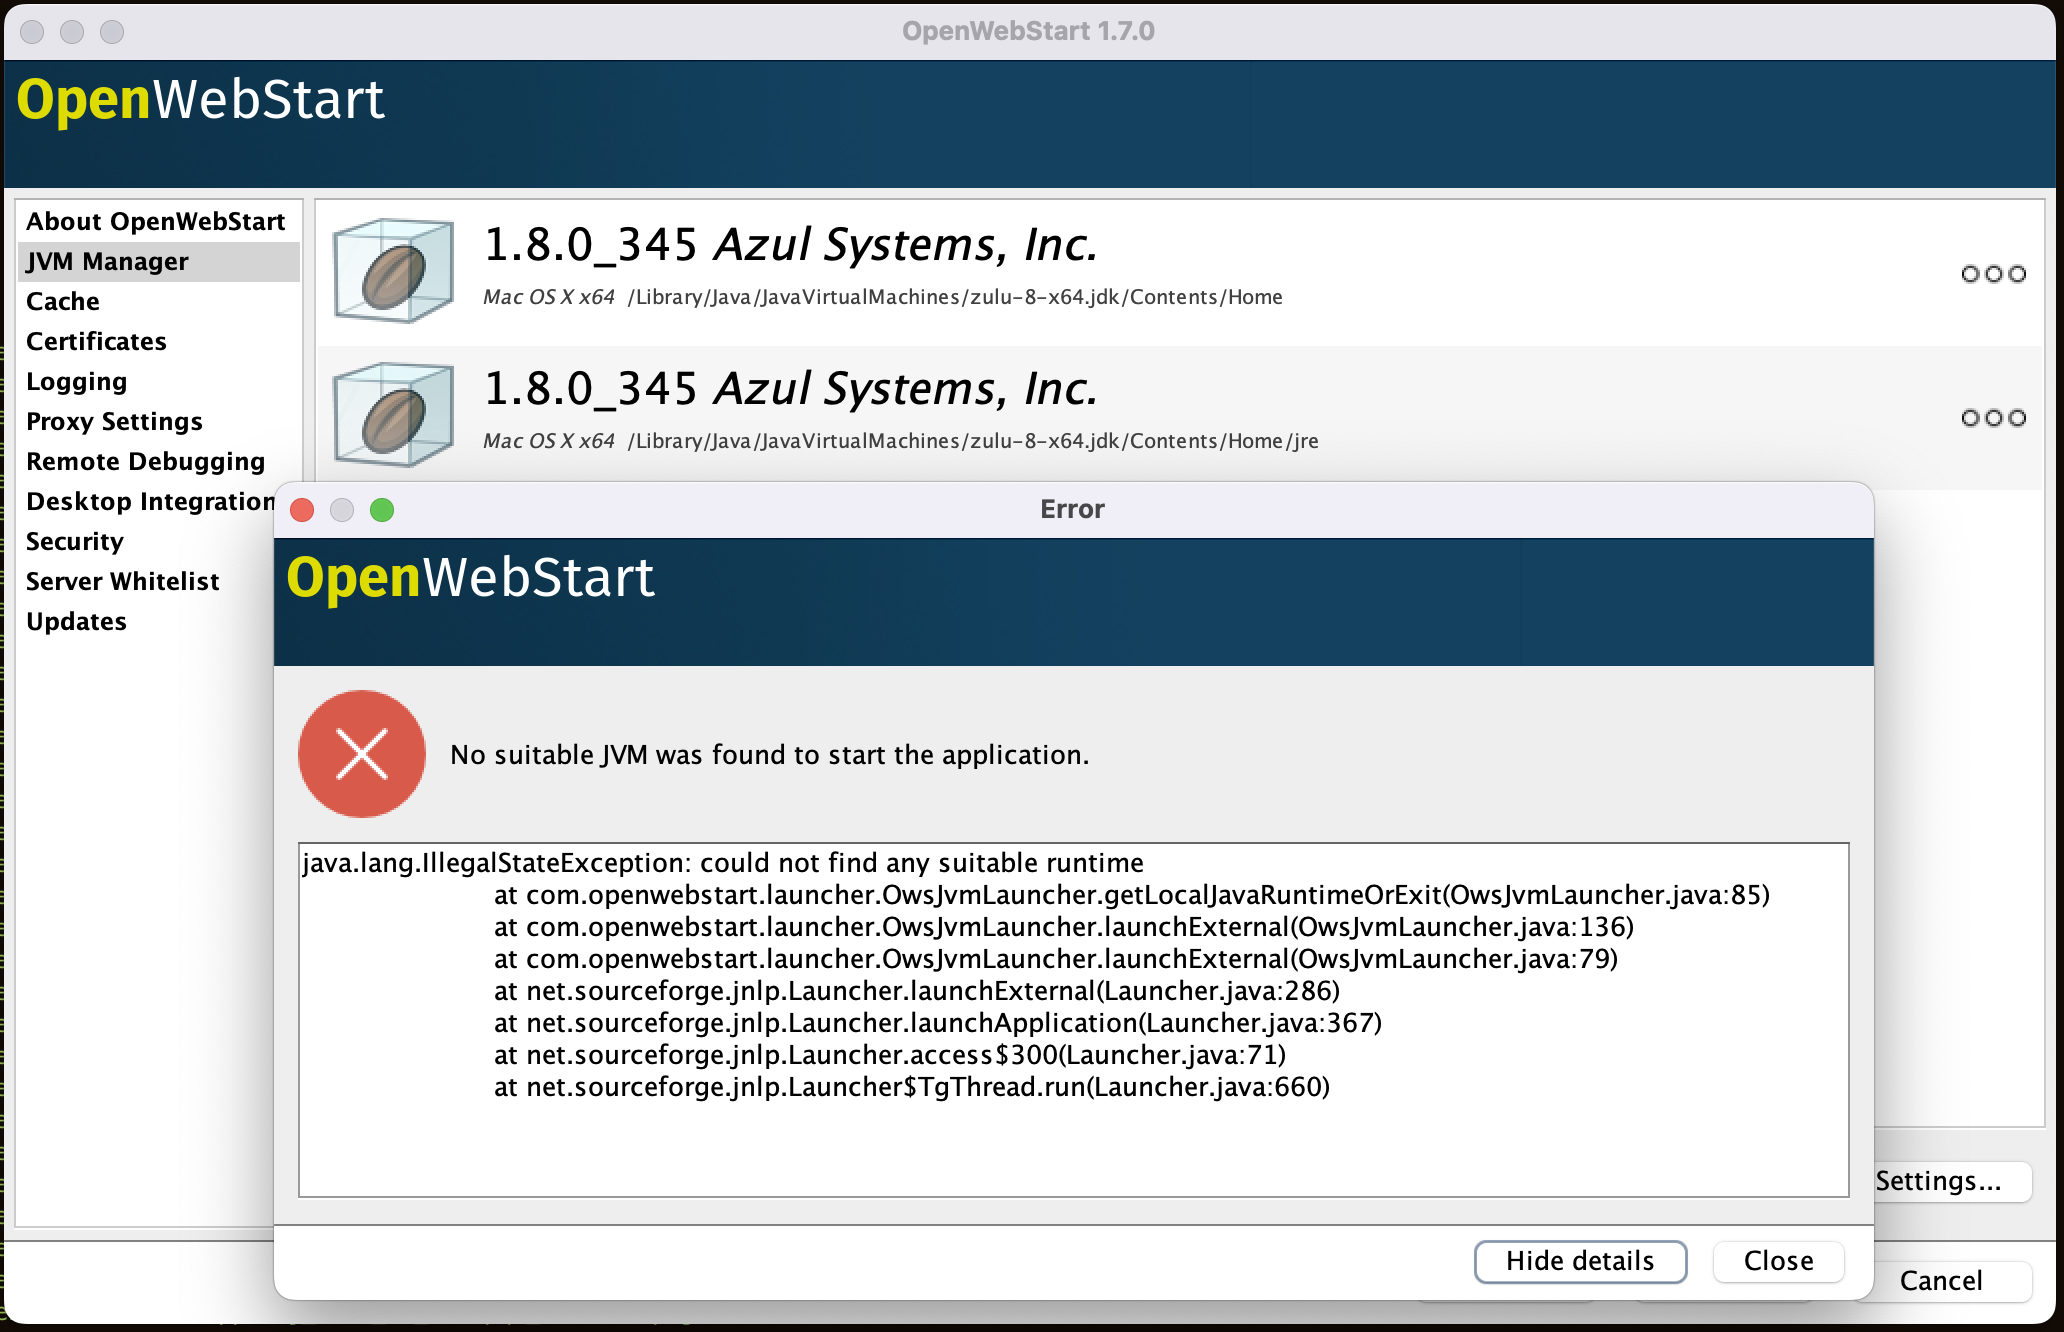 OpenWebStart 1.7.0
OpenWebStart
About OpenWebStart
JVM Manager
Cache
Certificates
Logging
Proxy Settings
Remote Debugging
Desktop Integration
Security
Server Whitelist
Updates
1.8.0_345 Azul Systems, Inc.
Mac OS X x64 /Library/Java/JavaVirtualMachines/zulu-8-x64.jdk/Contents/Home
1.8.0_345 Azul Systems, Inc.
Mac OS X x64 /Library/Java/JavaVirtualMachines/zulu-8-x64.jdk/Contents/Home/jre
Error
OpenWebStart
No suitable JVM was found to start the application.
java.lang.IllegalStateException: could not find any suitable runtime
at com.openwebstart.launcher.OwsJvmLauncher.getLocalJavaRuntimeOrExit(OwsJvmLauncher.java:85)
at com.openwebstart.launcher.OwsJvmLauncher.launchExternal(OwsJvmLauncher.java:136)
at com.openwebstart.launcher.OwsJvmLauncher.launchExternal(OwsJvmLauncher.java:79)
at net.sourceforge.jnlp.Launcher.launchExternal(Launcher.java:286)
at net.sourceforge.jnlp.Launcher.launchApplication(Launcher.java:367)
at net.sourceforge.jnlp.Launcher.access$300(Launcher.java:71)
at net.sourceforge.jnlp.Launcher$TgThread.run(Launcher.java:660)
Hide details
Close
Settings...
Cancel